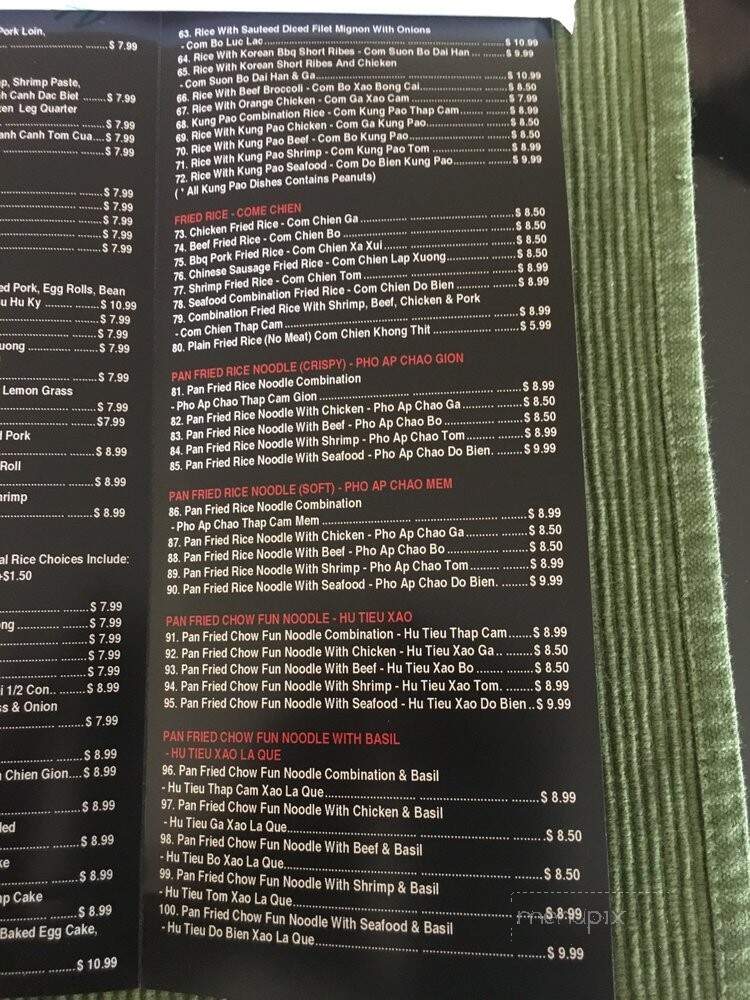 Pork Loin,
$ 7.99
p, Shrimp Paste,
h Canh Dac Biet ....... $ 7.99
en Leg Quarter
$ 7.99
anh Canh Tom Cua.... $ 7.99
$ 7.99
$ 7.99
$ 7.99
$ 7.99
$ 7.99
$ 7.99
ed Pork, Egg Rolls, Bean
u Hu Ky $ 10.99
$ 7.99
$ 7.99
uong $ 7.99
$ 7.99
Lemon Grass
$ 7.99
$7.99
d Pork
$ 8.99
Roll
$ 8.99
hrimp
$ 8.99
al Rice Choices Include:
+$1.50
$ 7.99
ng $ 7.99
$ 7.99
$ 7.99
$ 7.99
i 1/2 Con.. $ 8.99
ss & Onion
$ 7.99
$ 8.99
Chien Gion.... $ 8.99
$ 8.99
led
$ 8.99
ke
$ 8.99
p Cake
$ 8.99
Baked Egg Cake,
$ 10.99
63. Rice With Sauteed Diced Filet Mignon With Onions
- Com Bo Luc Lac $ 10.99
64. Rice With Korean Bbq Short Ribes - Com Suon Bo Dai Han ... $ 9.99
65. Rice With Korean Short Ribes And Chicken
- Com Suon Bo Dai Han & Ga $ 10.99
66. Rice With Beef Broccoli - Com Bo Xao Bong Cai $ 8.50
67. Rice With Orange Chicken - Com Ga Xao Cam $ 7.99
68. Kung Pao Combination Rice - Com Kung Pao Thap Cam $ 8.99
69. Rice With Kung Pao Chicken - Com Ga Kung Pao $ 8.50
70. Rice With Kung Pao Beef - Com Bo Kung Pao $ 8.50
71. Rice With Kung Pao Shrimp - Com Kung Pao Tom $ 8.99
72. Rice With Kung Pao Seafood - Com Do Bien Kung Pao $ 9.99
( * All Kung Pao Dishes Contains Peanuts)
FRIED RICE - COME CHIEN
73. Chicken Fried Rice - Com Chien Ga $ 8.50
74. Beef Fried Rice - Com Chien Bo $ 8.50
75. Bbq Pork Fried Rice - Com Chien Xa Xui $ 8.50
76. Chinese Sausage Fried Rice - Com Chien Lap Xuong $ 8.50
77. Shrimp Fried Rice - Com Chien Tom $ 8.99
78. Seafood Combination Fried Rice - Com Chien Do Bien $ 8.99
79. Combination Fried Rice With Shrimp, Beef, Chicken & Pork
- Com Chien Thap Cam $ 8.99
80. Plain Fried Rice (No Meat) Com Chien Khong Thit $ 5.99
PAN FRIED RICE NOODLE (CRISPY) - PHO AP CHAO GION
81. Pan Fried Rice Noodle Combination
- Pho Ap Chao Thap Cam Gion $ 8.99
82. Pan Fried Rice Noodle With Chicken - Pho Ap Chao Ga $ 8.50
83. Pan Fried Rice Noodle With Beef - Pho Ap Chao Bo $ 8.50
84. Pan Fried Rice Noodle With Shrimp - Pho Ap Chao Tom $ 8.99
85. Pan Fried Rice Noodle With Seafood - Pho Ap Chao Do Bien. $ 9.99
PAN FRIED RICE NOODLE (SOFT) - PHO AP CHAO MEM
86. Pan Fried Rice Noodle Combination
- Pho Ap Chao Thap Cam Mem $ 8.99
87. Pan Fried Rice Noodle With Chicken - Pho Ap Chao Ga $ 8.50
88. Pan Fried Rice Noodle With Beef - Pho Ap Chao Bo $ 8.50
89. Pan Fried Rice Noodle With Shrimp - Pho Ap Chao Tom $ 8.99
90. Pan Fried Rice Noodle With Seafood - Pho Ap Chao Do Bien. $ 9.99
PAN FRIED CHOW FUN NOODLE - HU TIEU XAO
91. Pan Fried Chow Fun Noodle Combination - Hu Tieu Thap Cam $ 8.99
92. Pan Fried Chow Fun Noodle With Chicken - Hu Tieu Xao Ga .. $ 8.50
93. Pan Fried Chow Fun Noodle With Beef - Hu Tieu Xao Bo $ 8.50
94. Pan Fried Chow Fun Noodle With Shrimp - Hu Tieu Xao Tom. $ 8.99
95. Pan Fried Chow Fun Noodle With Seafood - Hu Tieu Xao Do Bien .. $ 9.99
PAN FRIED CHOW FUN NOODLE WITH BASIL
- HU TIEU XAO LA QUE
96. Pan Fried Chow Fun Noodle Combination & Basil
- Hu Tieu Thap Cam Xao La Que $ 8.99
97. Pan Fried Chow Fun Noodle With Chicken & Basil
- Hu Tieu Ga Xao La Que $ 8.50
98. Pan Fried Chow Fun Noodle With Beef & Basil
- Hu Tieu Bo Xao La Que $ 8.50
99. Pan Fried Chow Fun Noodle With Shrimp & Basil
- Hu Tieu Tom Xao La Que $ 8.99
100. Pan Fried Chow Fun Noodle With Seafood & Basil
- Hu Tieu Do Bien Xao La Que $ 9.99
menupix